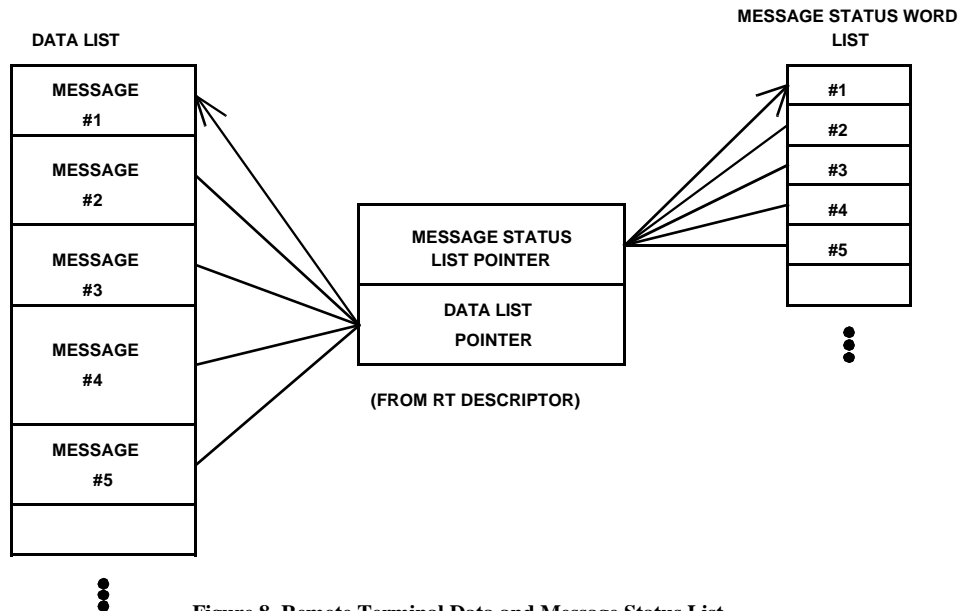 MESSAGE STATUS WORD
LIST
DATA LIST
MESSAGE
#1
MESSAGE
#2
MESSAGE
#3
MESSAGE
#4
MESSAGE
#5
MESSAGE STATUS
LIST POINTER
DATA LIST
POINTER
(FROM RT DESCRIPTOR)
#1
#2
#3
#4
#5
Figure 8. Remote Terminal Data and Message Status List